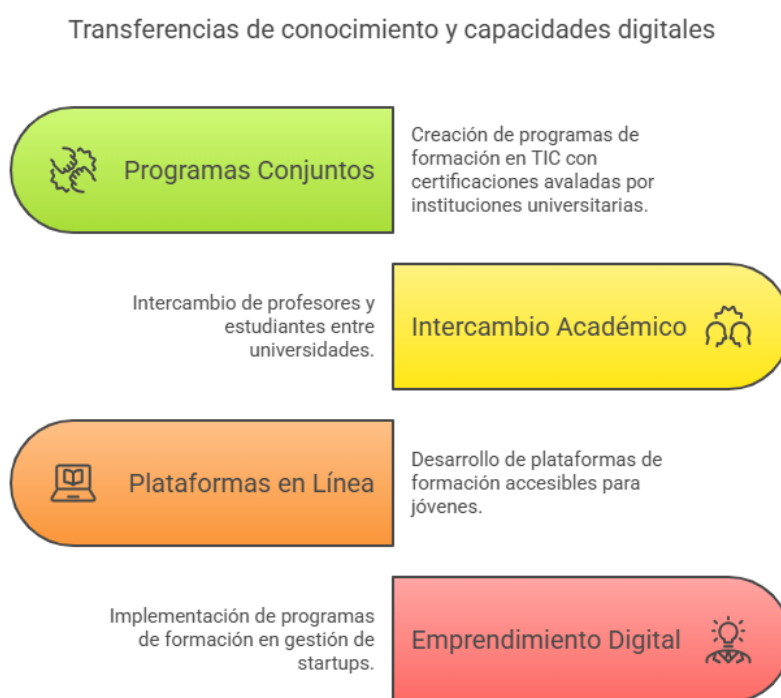 Transferencias de conocimiento y capacidades digitales
Programas Conjuntos
Creación de programas de
formación en TIC con
certificaciones avaladas por
instituciones universitarias.
Intercambio de profesores y
estudiantes entre
universidades.
Intercambio Académico
Plataformas en Línea
Desarrollo de plataformas de
formación accesibles para
jóvenes.
Implementación de programas
de formación en gestión de
startups.
Emprendimiento Digital